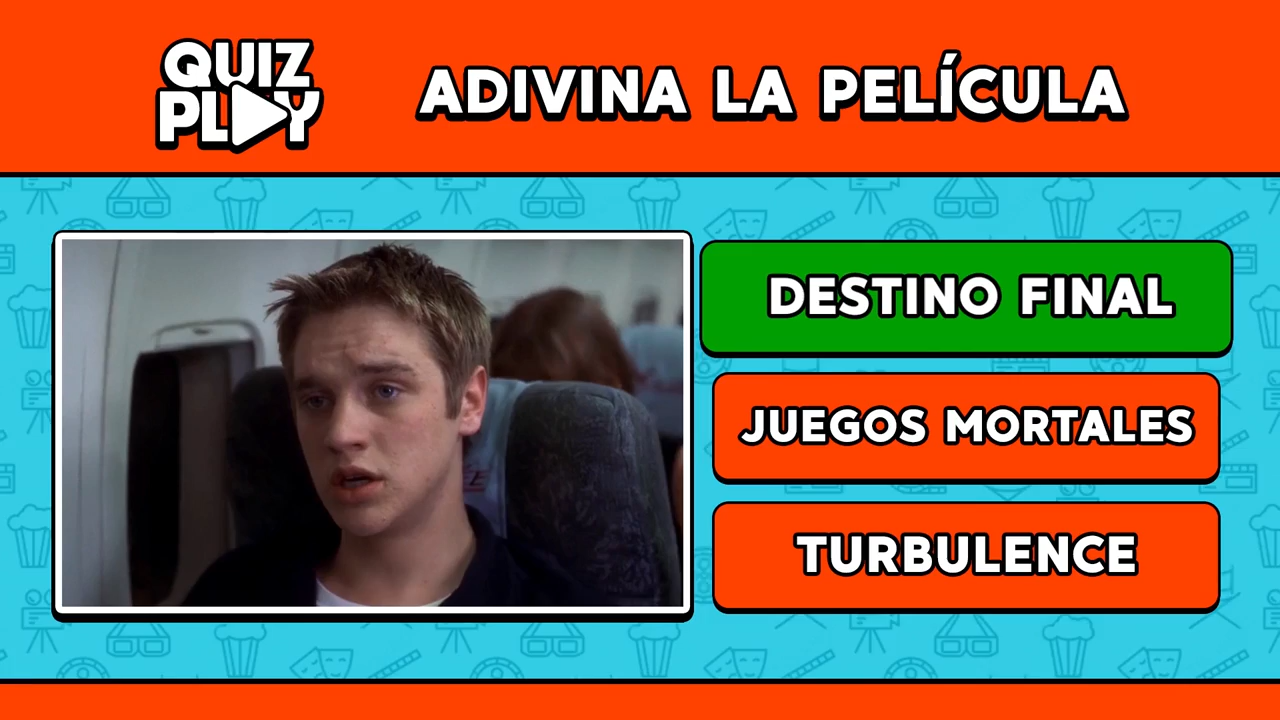 QUIZ
PLAY
ADIVINA LA PELÍCULA
DESTINO FINAL
JUEGOS MORTALES
TURBULENCE